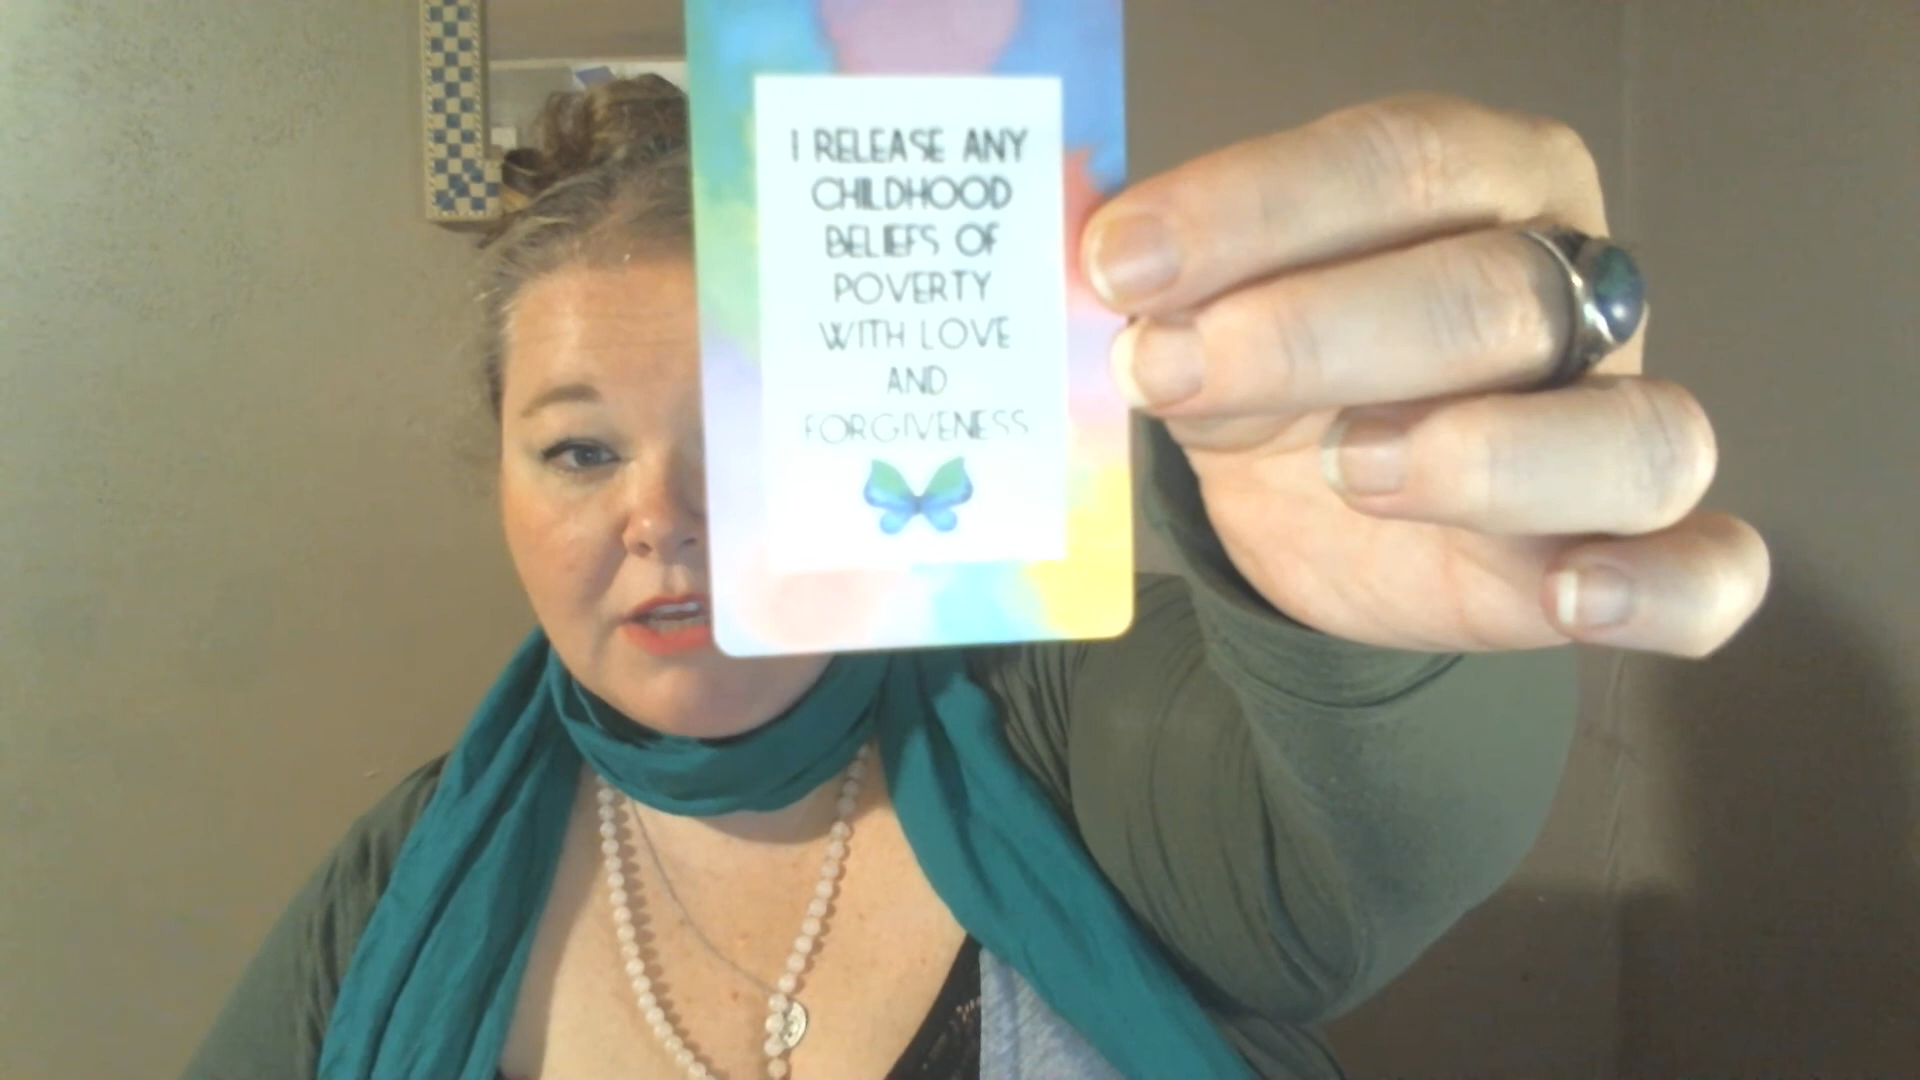 I RELEASE ANY
CHILDHOOD
BELIEFS OF
POVERTY
WITH LOVE
AND
FORGIVENESS